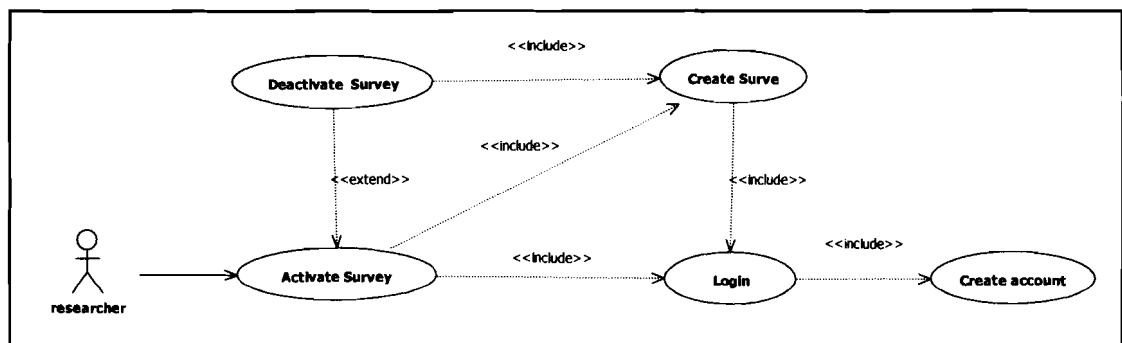 <<include>>
Deactivate Survey
Create Surve
<<include>>
<<extend>>
<<include>>
researcher
Activate Survey
<<include>>
Login
<<include>>
Create account